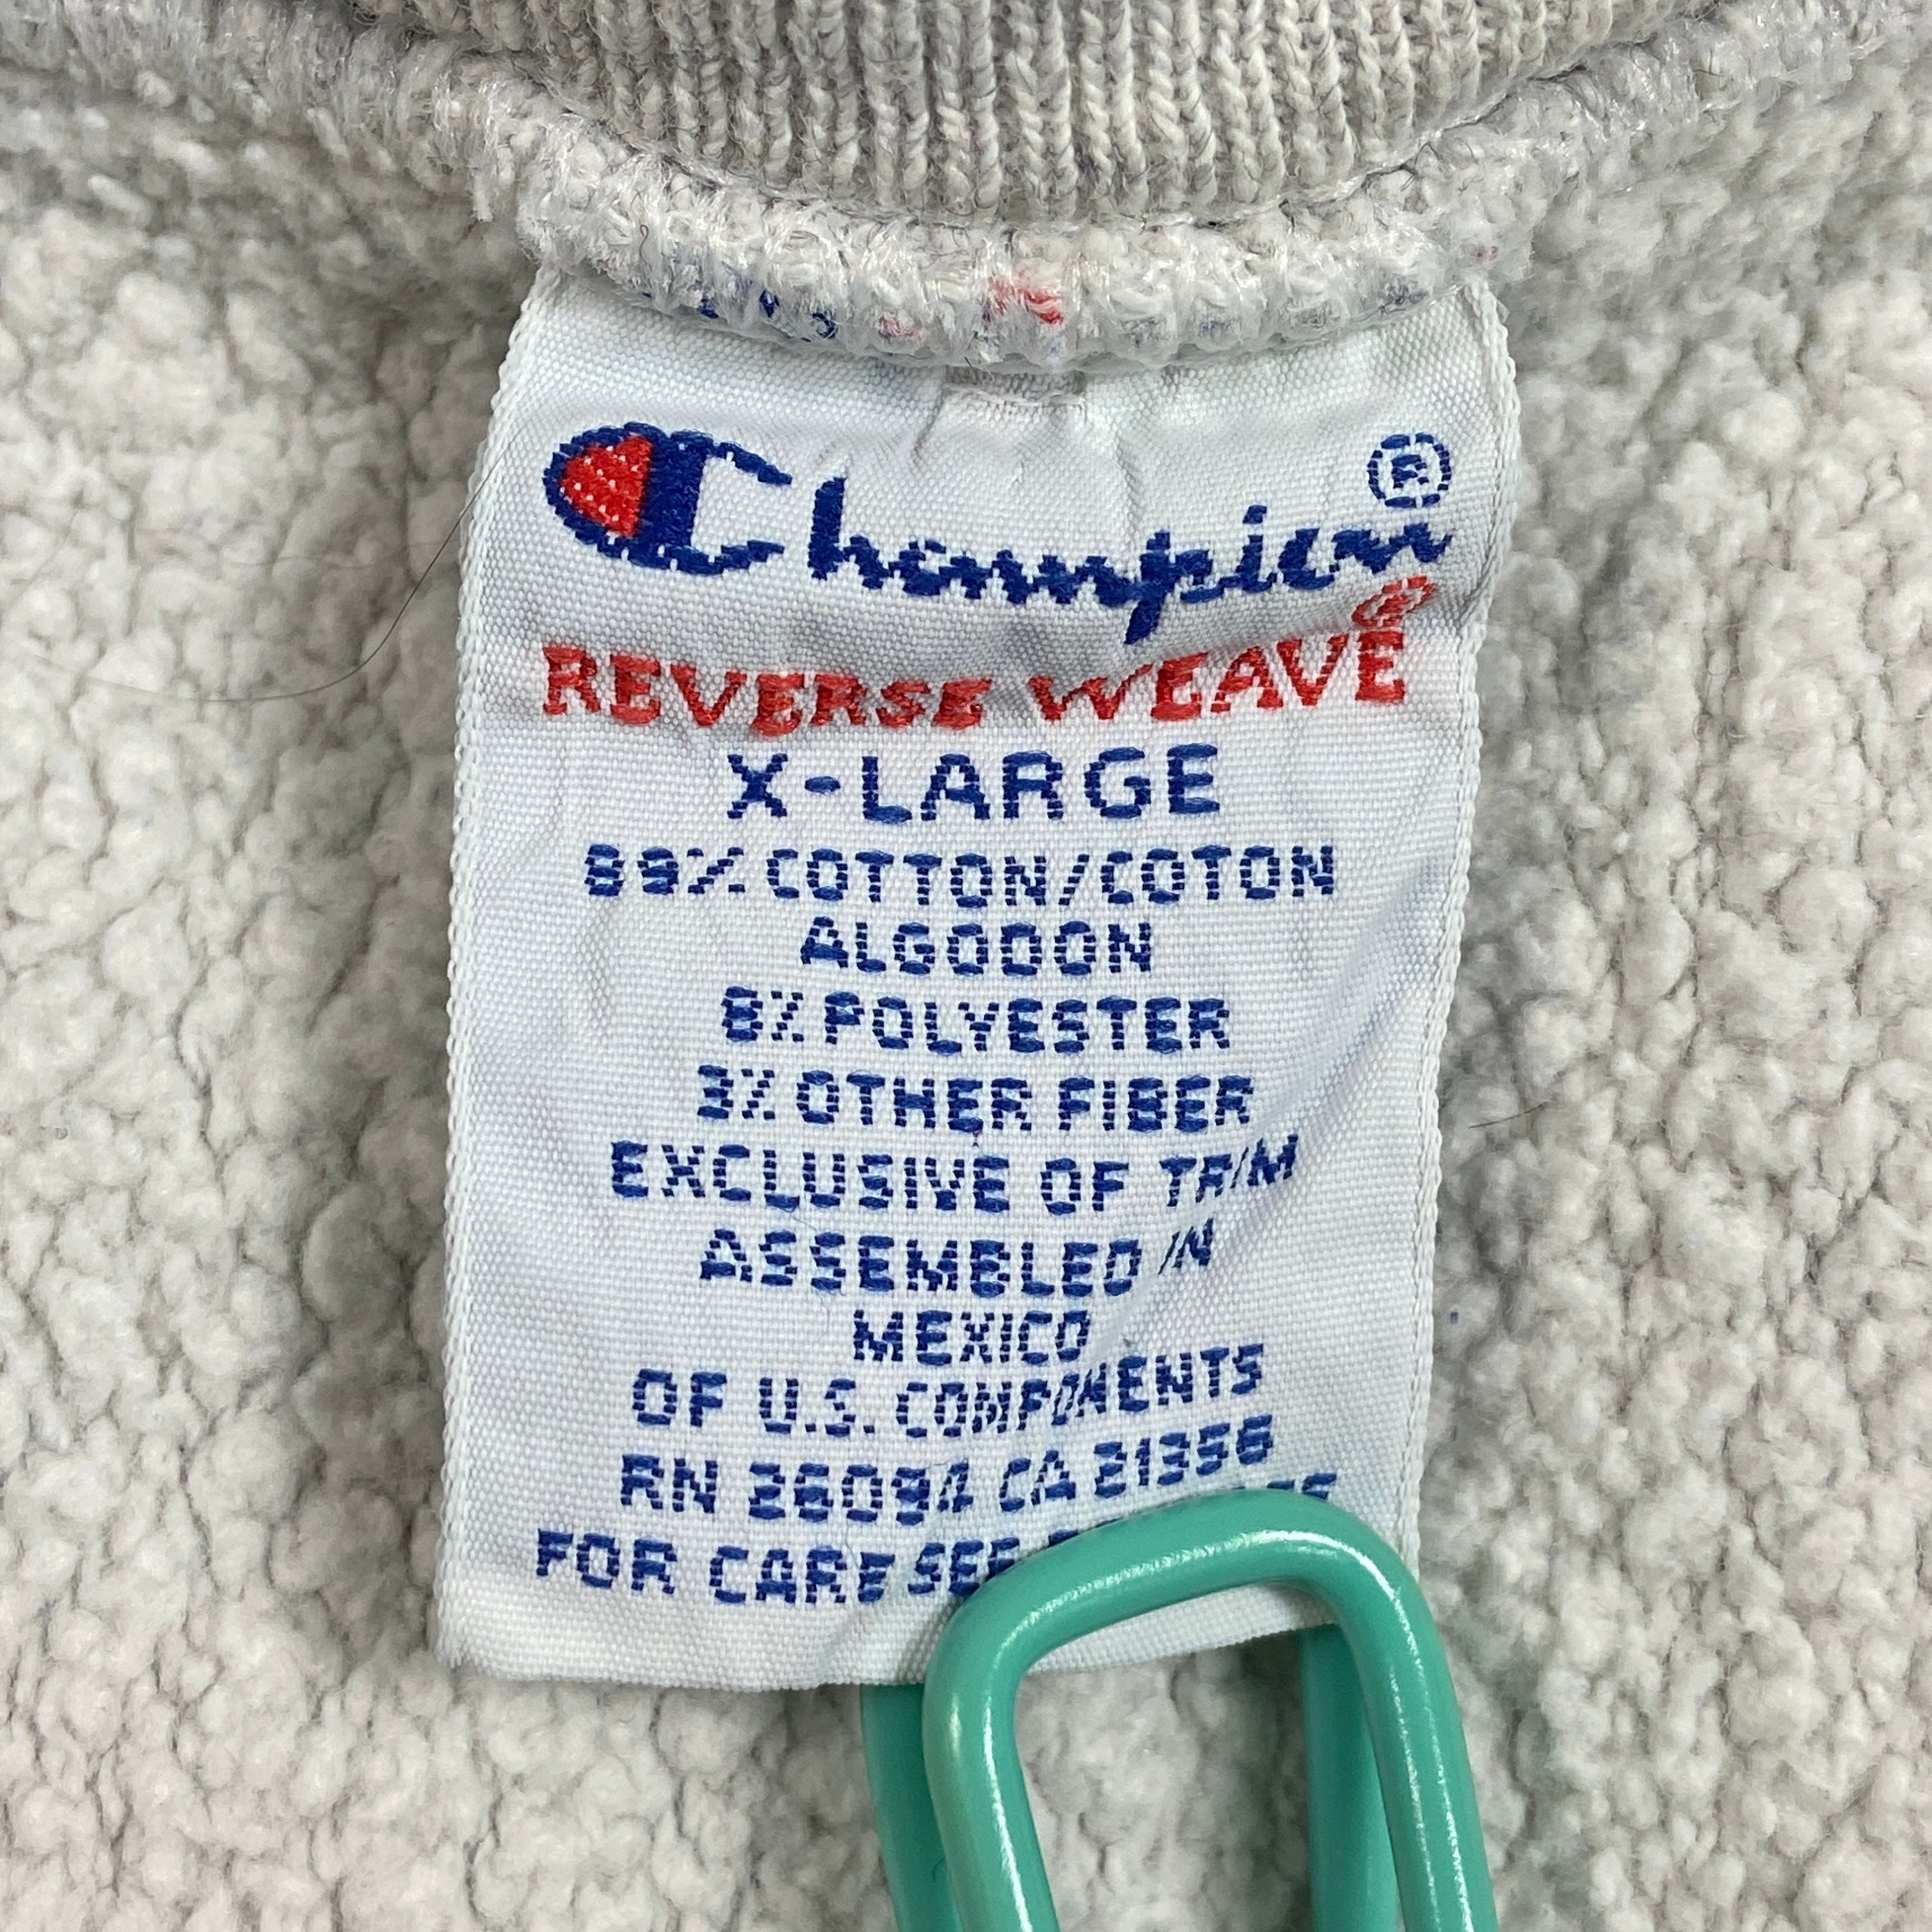 Champion®
REVERSE WEAVE®
X-LARGE
89% COTTON/COTON
ALGODON
8% POLYESTER
3% OTHER FIBER
EXCLUSIVE OF TRIM
ASSEMBLED IN
MEXICO
OF U.S. COMPONENTS
RN 26094 CA 21356
FOR CARE SEE